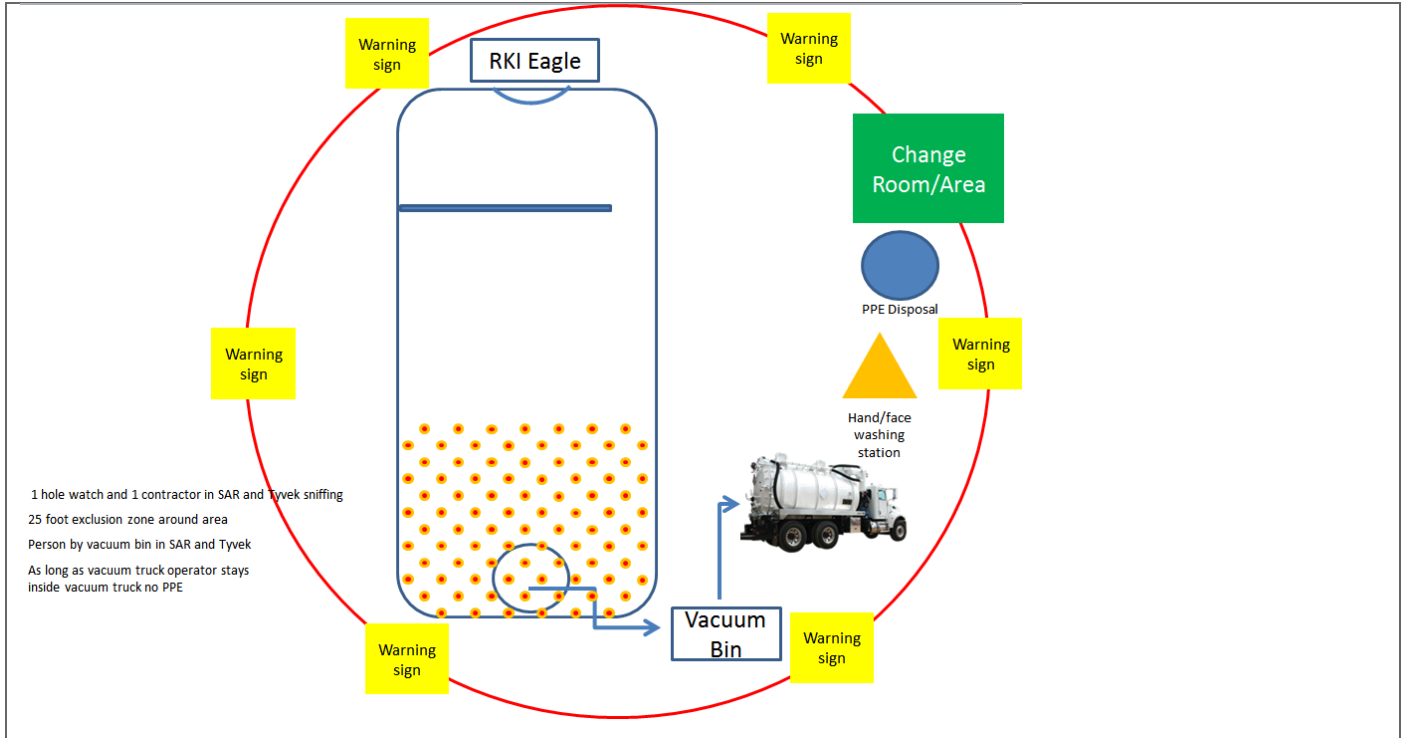 Warning
sign
RKI Eagle
Warning
sign
Change
Room/Area
PPE Disposal
Warning
sign
Warning
sign
Hand/face
washing
station
1 hole watch and 1 contractor in SAR and Tyvek sniffing
25 foot exclusion zone around area
Person by vacuum bin in SAR and Tyvek
As long as vacuum truck operator stays
inside vacuum truck no PPE
Vacuum
Bin
Warning
sign
Warning
sign